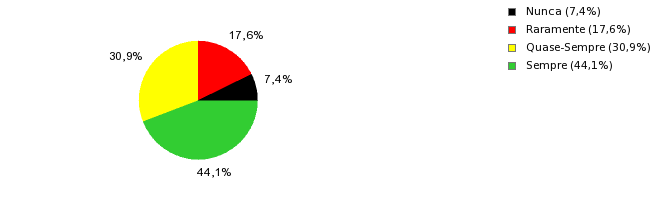 17,6%
30,9%
7,4%
44,1%
Nunca (7,4%)
Raramente (17,6%)
Quase-Sempre (30,9%)
Sempre (44,1%)